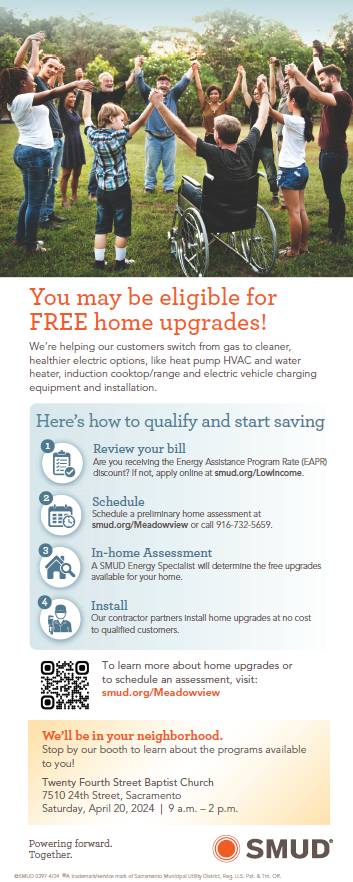 You may be eligible for
FREE home upgrades!
We're helping our customers switch from gas to cleaner,
healthier electric options, like heat pump HVAC and water
heater, induction cooktop/range and electric vehicle charging
equipment and installation.
Here's how to qualify and start saving
1
Review your bill
Are you receiving the Energy Assistance Program Rate (EAPR)
discount? If not, apply online at smud.org/LowIncome.
2
Schedule
Schedule a preliminary home assessment at
smud.org/Meadowview or call 916-732-5659.
3
In-home Assessment
A SMUD Energy Specialist will determine the free upgrades
available for your home.
4
Install
Our contractor partners install home upgrades at no cost
to qualified customers.
To learn more about home upgrades or
to schedule an assessment, visit:
smud.org/Meadowview
We'll be in your neighborhood.
Stop by our booth to learn about the programs available
to you!
Twenty Fourth Street Baptist Church
7510 24th Street, Sacramento
Saturday, April 20, 2024 | 9 a.m. – 2 p.m.
Powering forward.
Together.
SMUD®
©SMUD 0397-4/24 ®A trademark/service mark of Sacramento Municipal Utility District, Reg. U.S. Pat. & Tm. Off.